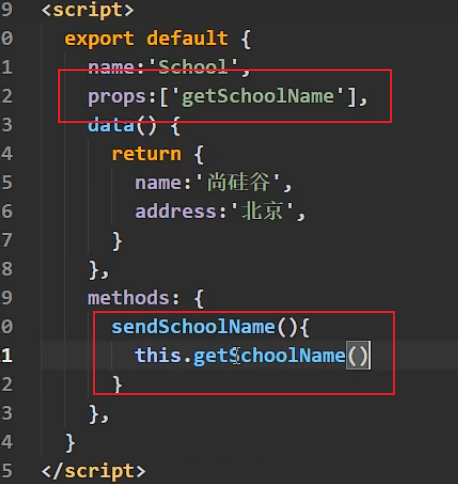 9 <script>
0 export default {
1 name:'School',
2 props:['getSchoolName'],
3 data() {
4 return {
5 name:'尚硅谷',
6 address:'北京',
7 }
8 },
9 methods: {
0 sendSchoolName(){
1 this.getSchoolName()
2 }
3 },
4 }
5 </script>